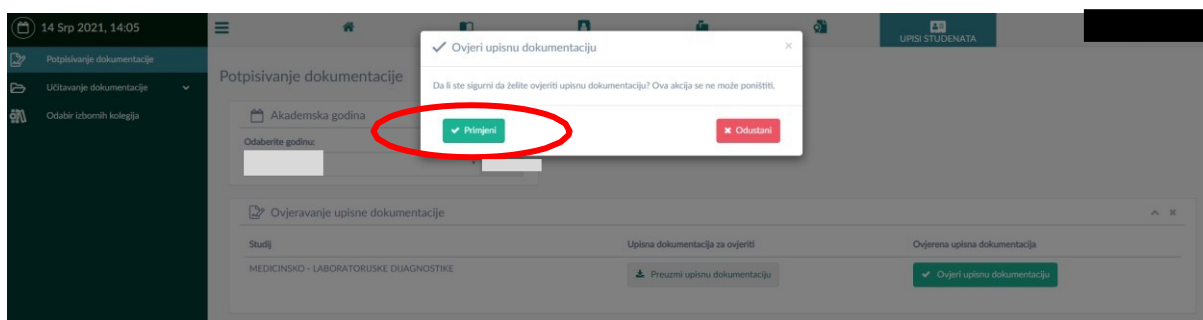 14 Srp 2021, 14:05
UPISI STUDENATA
Potpisivanje dokumentacije
Učitavanje dokumentacije
Odabir izbornih kolegija
Potpisivanje dokumentacije
Ovjeri upisnu dokumentaciju
Da li ste sigurni da želite ovjeriti upisnu dokumentaciju? Ova akcija se ne može poništiti.
Primjeni
Odustani
Akademska godina
Odaberite godinu:
Ovjeravanje upisne dokumentacije
Studij Upisna dokumentacija za ovjeriti Ovjerena upisna dokumentacija
MEDICINSKO - LABORATORIJSKE DIJAGNOSTIKE Preuzmi upisnu dokumentaciju Ovjeri upisnu dokumentaciju